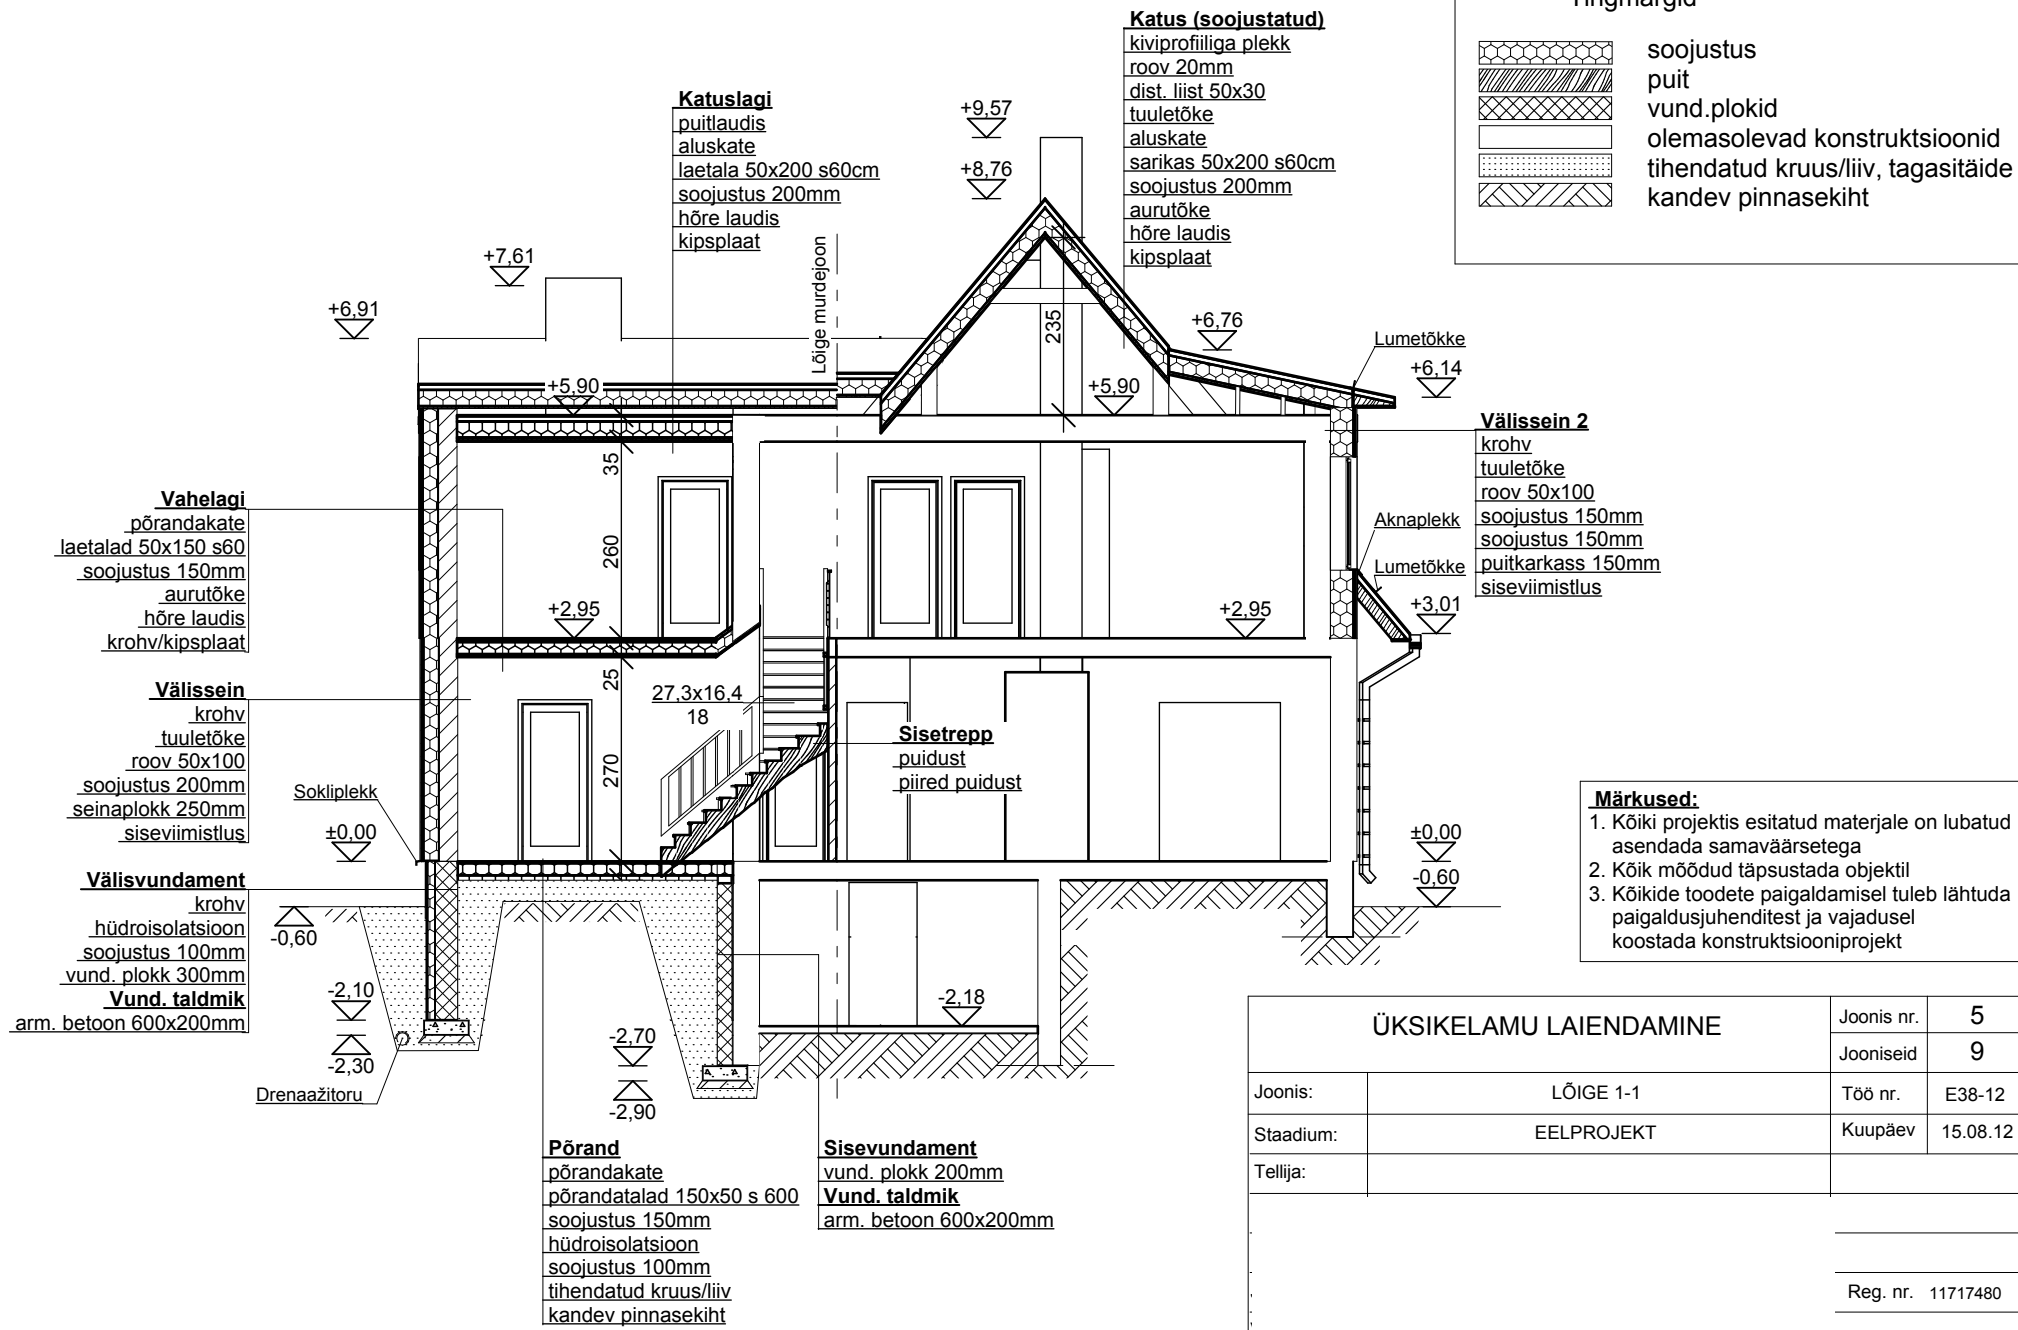 Katus (soojustatud)
kiviprofiiliga plekk
roov 20mm
dist. liist 50x30
tuuletõke
aluskate
sarikas 50x200 s60cm
soojustus 200mm
aurutõke
hõre laudis
kipsplaat
Tingmärgid
soojustus
puit
vund.plokid
olemasolevad konstruktsioonid
tihendatud kruus/liiv, tagasitäide
kandev pinnasekiht
Katuslagi
puitlaudis
aluskate
laetala 50x200 s60cm
soojustus 200mm
hõre laudis
kipsplaat
+9,57
+8,76
+7,61
+6,91
Lõige murdejoon
+6,76
Lumetõkke
+6,14
+5,90
+5,90
235
35
260
25
270
Välissein 2
krohv
tuuletõke
roov 50x100
soojustus 150mm
soojustus 150mm
puitkarkass 150mm
siseviimistlus
Aknaplekk
Lumetõkke
+3,01
Vahelagi
põrandakate
laetalad 50x150 s60
soojustus 150mm
aurutõke
hõre laudis
krohv/kipsplaat
+2,95
+2,95
Välissein
krohv
tuuletõke
roov 50x100
soojustus 200mm
seinaplokk 250mm
siseviimistlus
27,3x16,4
18
Sisetrepp
puidust
piired puidust
Sokliplekk
±0,00
±0,00
-0,60
Välisvundament
krohv
hüdroisolatsioon
soojustus 100mm
vund. plokk 300mm
Vund. taldmik
arm. betoon 600x200mm
-0,60
-2,10
-2,30
Drenaažitoru
-2,18
-2,70
-2,90
Põrand
põrandakate
põrandatalad 150x50 s 600
soojustus 150mm
hüdroisolatsioon
soojustus 100mm
tihendatud kruus/liiv
kandev pinnasekiht
Sisevundament
vund. plokk 200mm
Vund. taldmik
arm. betoon 600x200mm
Märkused:
1. Kõiki projektis esitatud materjale on lubatud
asendada samaväärsetega
2. Kõik mõõdud täpsustada objektil
3. Kõikide toodete paigaldamisel tuleb lähtuda
paigaldusjuhenditest ja vajadusel
koostada konstruktsiooniprojekt
ÜKSIKELAMU LAIENDAMINE
Joonis nr. 5
Jooniseid 9
Joonis: LÕIGE 1-1 Töö nr. E38-12
Staadium: EELPROJEKT Kuupäev 15.08.12
Tellija:
Reg. nr. 11717480